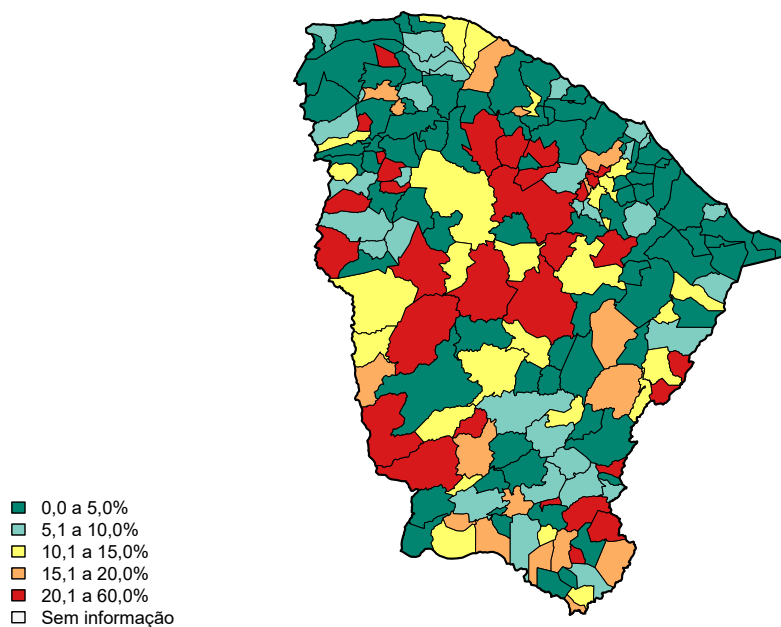 0,0 a 5,0%
5,1 a 10,0%
10,1 a 15,0%
15,1 a 20,0%
20,1 a 60,0%
Sem informação